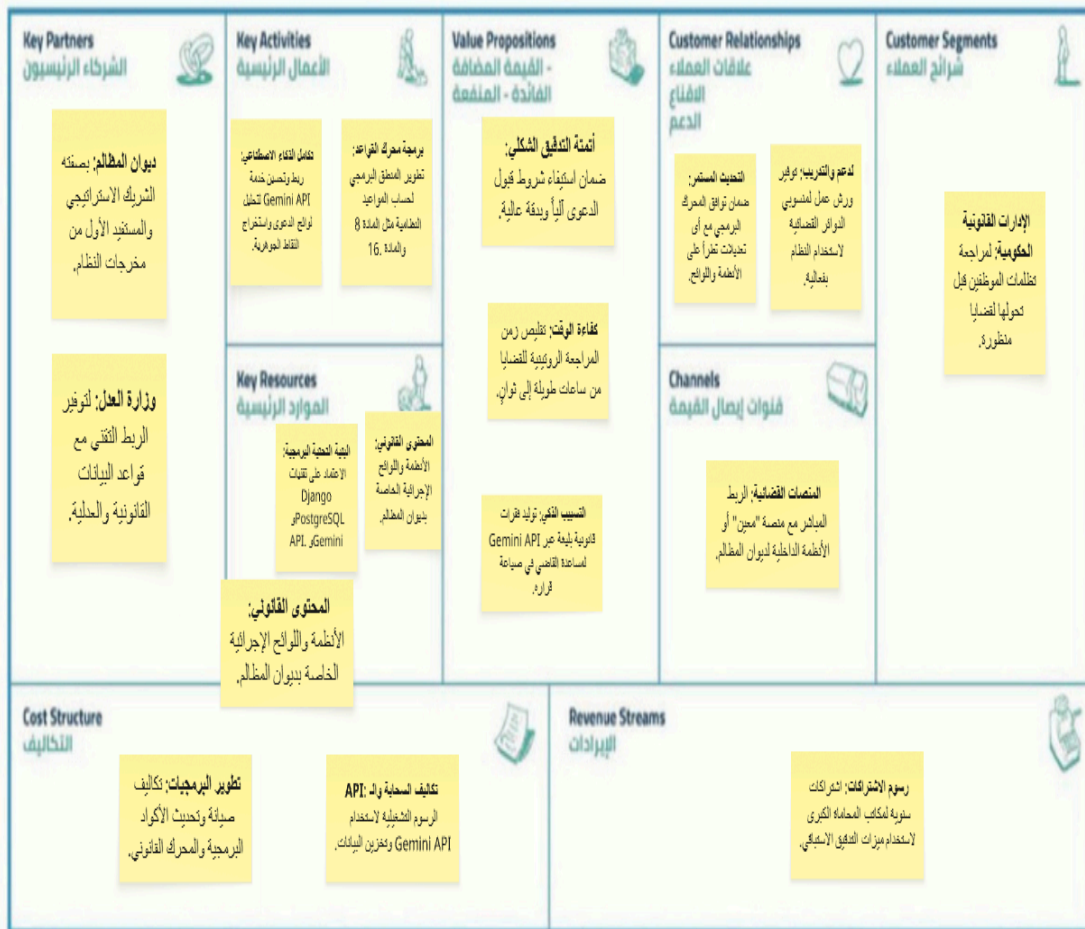 Key Partners
الشركاء الرئيسيون
ديوان المظالم: بصفته
الشريك الاستراتيجي
والمستفيد الأول من
مخرجات النظام.
وزارة العدل: لتوفير
الربط التقني مع
قواعد البيانات
القانونية والعدلية.
Key Activities
الأعمال الرئيسية
برمجة محرك القواعد:
تطوير المنطق البرمجي
لحساب المواعيد
النظامية مثل المادة 8
والمادة 16.
تكامل الذكاء الاصطناعي:
ربط وتحسين خدمة
Gemini API لتحليل
لوائح الدعوى واستخراج
النقاط الجوهرية.
Key Resources
الموارد الرئيسية
المحتوى القانوني:
الأنظمة واللوائح
الإجرائية الخاصة
بديوان المظالم.
البنية التحتية البرمجية:
الاعتماد على تقنيات
Django
وPostgreSQL
وGemini API.
المحتوى القانوني:
الأنظمة واللوائح الإجرائية
الخاصة بديوان المظالم.
Value Propositions
القيمة المضافة -
الفائدة - المنفعة
أتمتة التدقيق الشكلي:
ضمان استيفاء شروط قبول
الدعوى آلياً وبدقة عالية.
كفاءة الوقت: تقليص زمن
المراجعة الروتينية للقضايا
من ساعات طويلة إلى ثوانٍ.
التسبيب الذكي: توليد فقرات
قانونية بليغة عبر Gemini API
لمساعدة القاضي في صياغة
قراره.
Customer Relationships
علاقات العملاء
الاقناع
الدعم
لدعم والتدريب: توفير
ورش عمل لمنسوبي
الدوائر القضائية
لاستخدام النظام
بفعالية.
التحديث المستمر:
ضمان توافق المحرك
البرمجي مع أي
تعديلات تطرأ على
الأنظمة واللوائح.
Channels
قنوات إيصال القيمة
المنصات القضائية: الربط
المباشر مع منصة "معين" أو
الأنظمة الداخلية لديوان المظالم.
Customer Segments
شرائح العملاء
الإدارات القانونية
الحكومية: لمراجعة
تظلمات الموظفين قبل
تحولها لقضايا
منظورة.
Cost Structure
التكاليف
تكاليف السحابة والـ API:
الرسوم التشغيلية لاستخدام
Gemini API وتخزين البيانات.
تطوير البرمجيات: تكاليف
صيانة وتحديث الأكواد
البرمجية والمحرك القانوني.
Revenue Streams
الإيرادات
رسوم الاشتراكات: اشتراكات
سنوية لمكاتب المحاماة الكبرى
لاستخدام ميزات التدقيق الاستباقي.